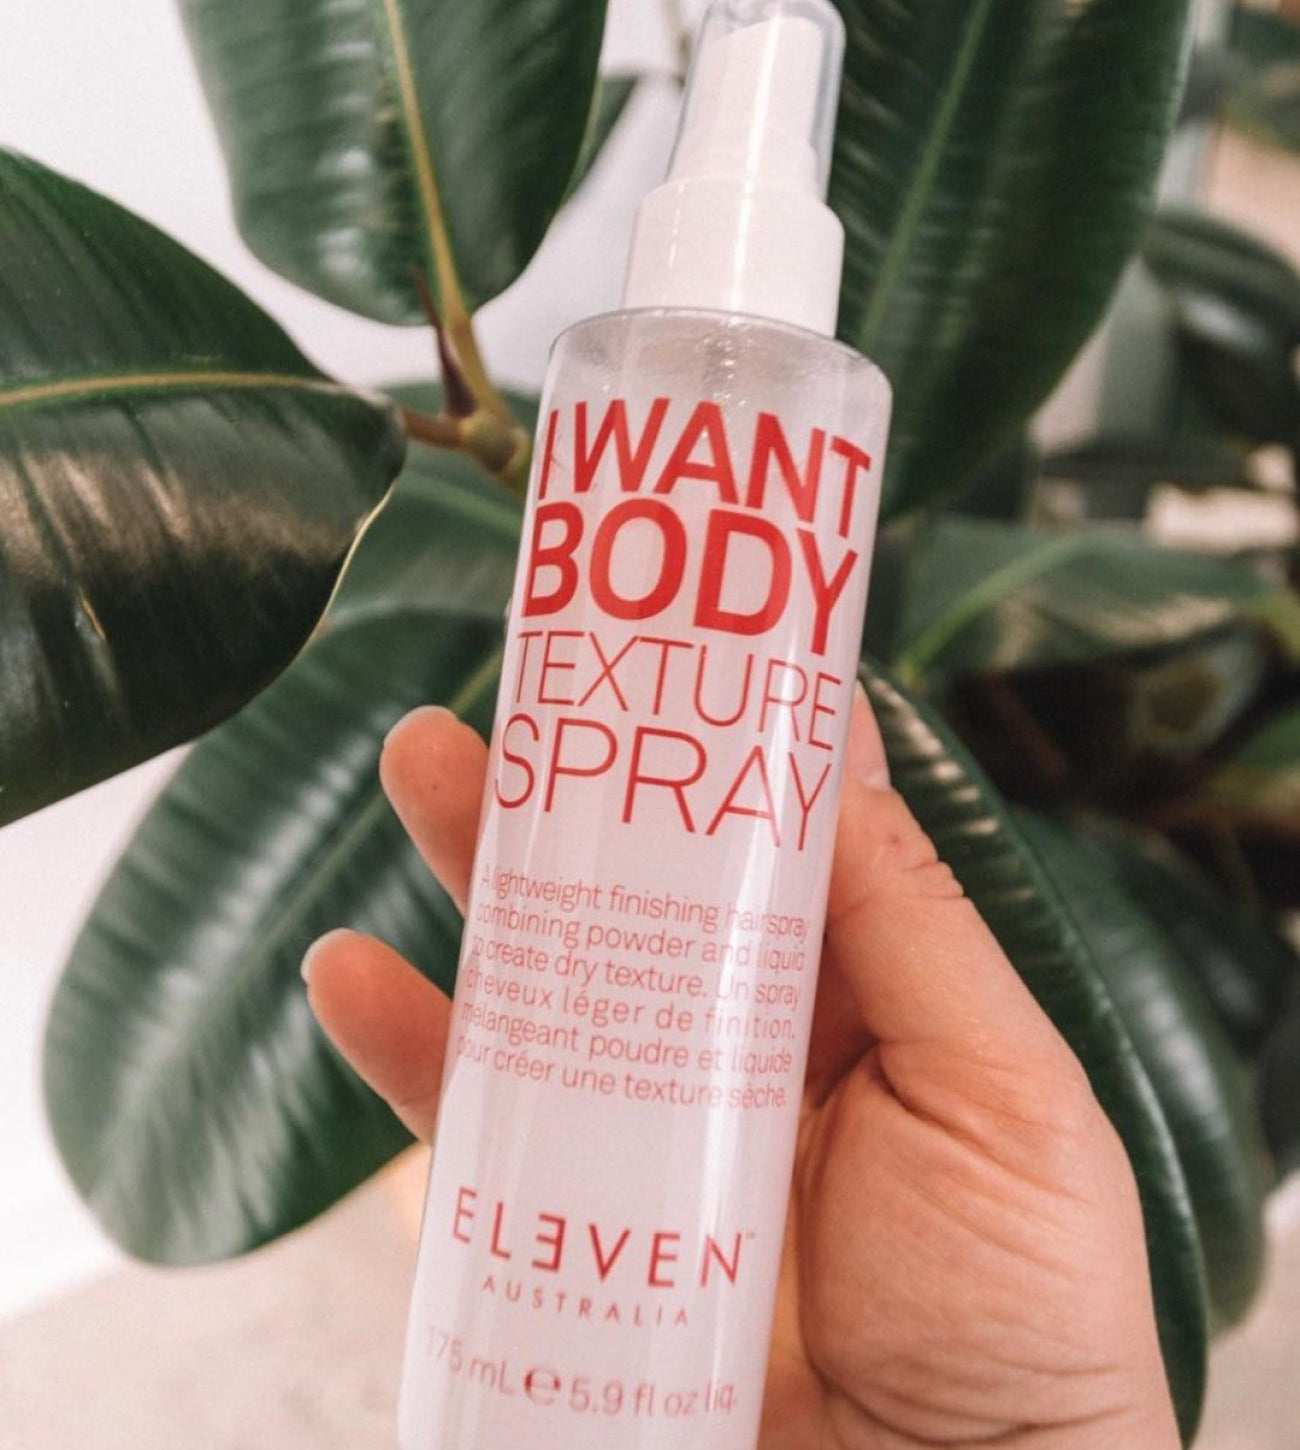 I WANT
BODY
TEXTURE
SPRAY
A lightweight finishing hairspray
combining powder and liquid
to create dry texture. Un spray
cheveux léger de finition,
mélangeant poudre et liquide
pour créer une texture sèche.
ELƎVEN™
AUSTRALIA
175 mL ℮ 5.9 fl oz liq.